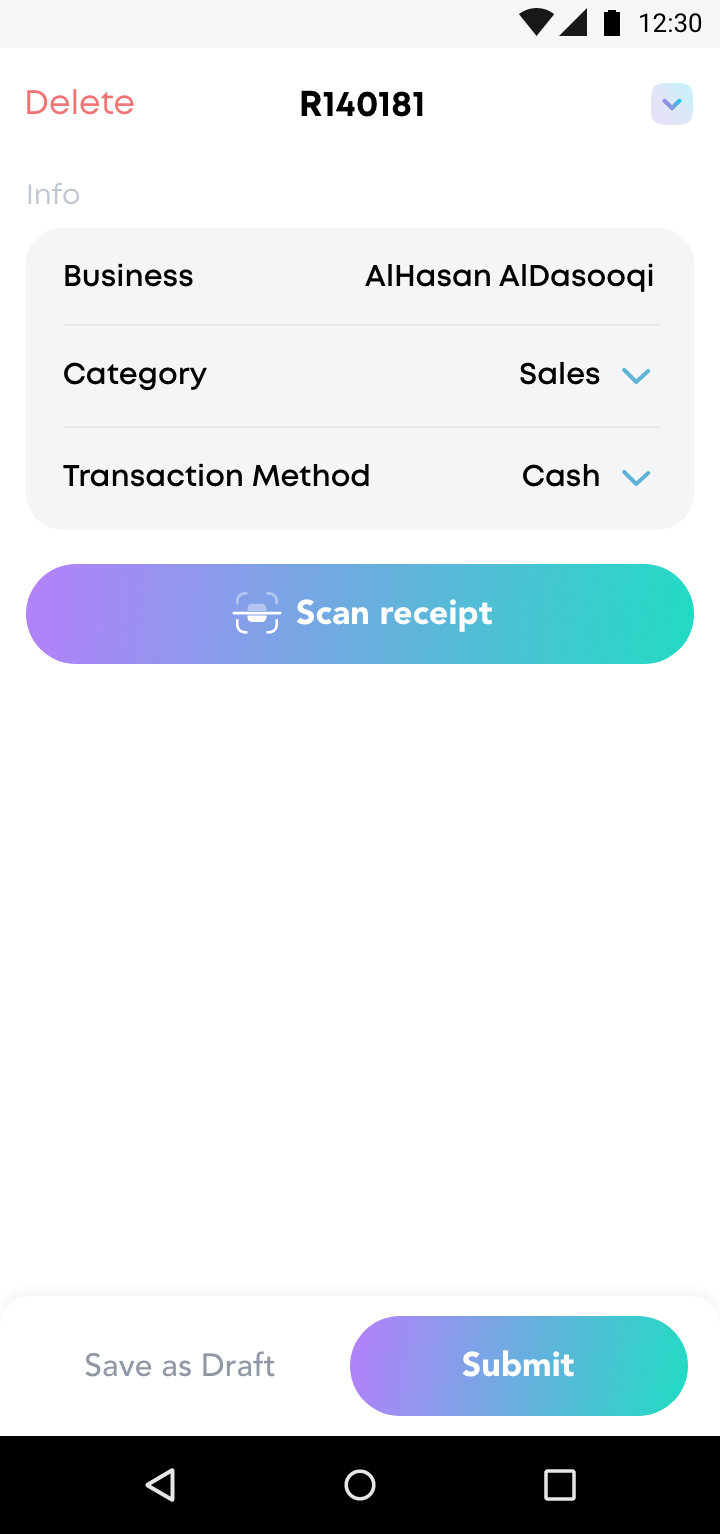 12:30
Delete R140181
Info
Business AlHasan AlDasooqi
Category Sales
Transaction Method Cash
Scan receipt
Save as Draft Submit